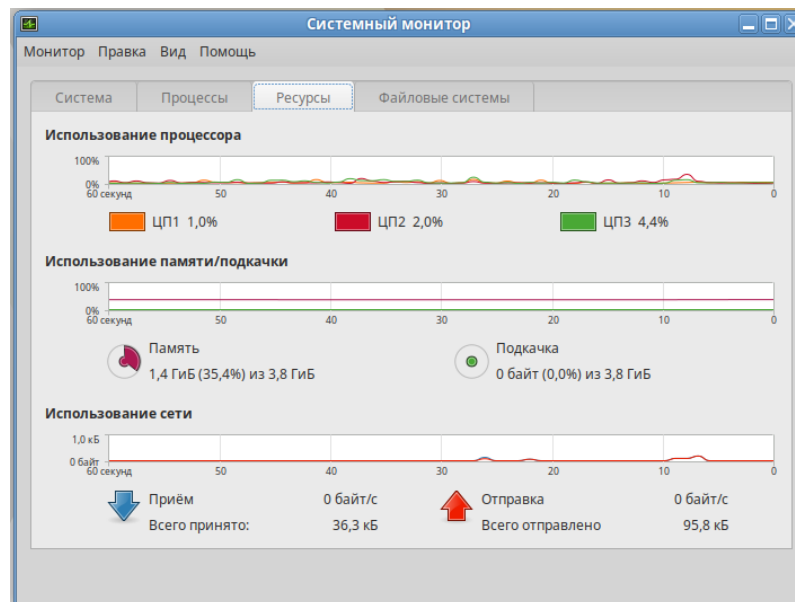 Системный монитор
Монитор Правка Вид Помощь
Система Процессы Ресурсы Файловые системы
Использование процессора
100%
0%
60 секунд 50 40 30 20 10 0
ЦП1 1,0% ЦП2 2,0% ЦП3 4,4%
Использование памяти/подкачки
100%
0%
60 секунд 50 40 30 20 10 0
Память Подкачка
1,4 ГиБ (35,4%) из 3,8 ГиБ 0 байт (0,0%) из 3,8 ГиБ
Использование сети
1,0 кБ
0 байт
60 секунд 50 40 30 20 10 0
Приём 0 байт/с Отправка 0 байт/с
Всего принято: 36,3 кБ Всего отправлено 95,8 кБ